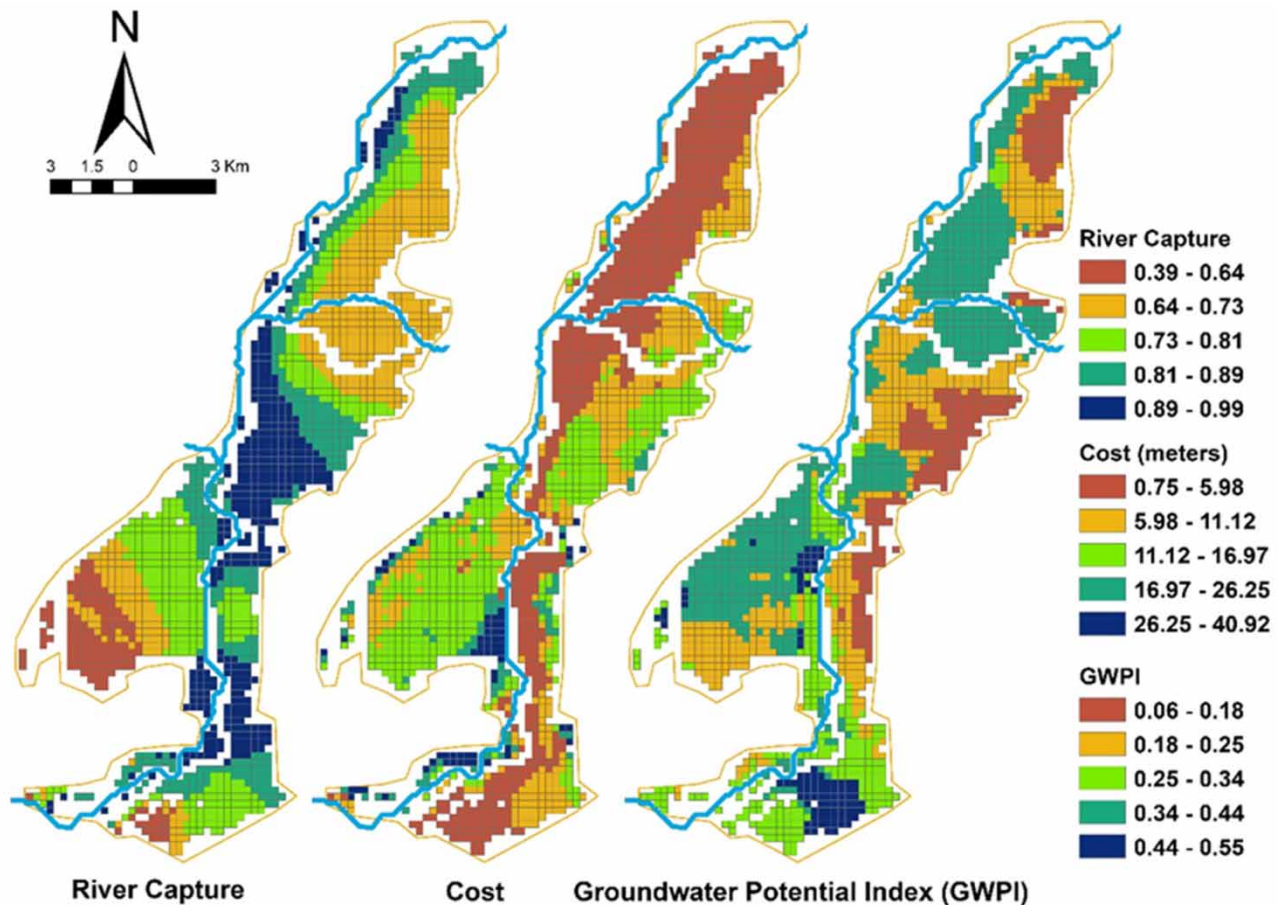 N
3 1.5 0 3 Km
River Capture
0.39 - 0.64
0.64 - 0.73
0.73 - 0.81
0.81 - 0.89
0.89 - 0.99
Cost (meters)
0.75 - 5.98
5.98 - 11.12
11.12 - 16.97
16.97 - 26.25
26.25 - 40.92
GWPI
0.06 - 0.18
0.18 - 0.25
0.25 - 0.34
0.34 - 0.44
0.44 - 0.55
River Capture Cost Groundwater Potential Index (GWPI)